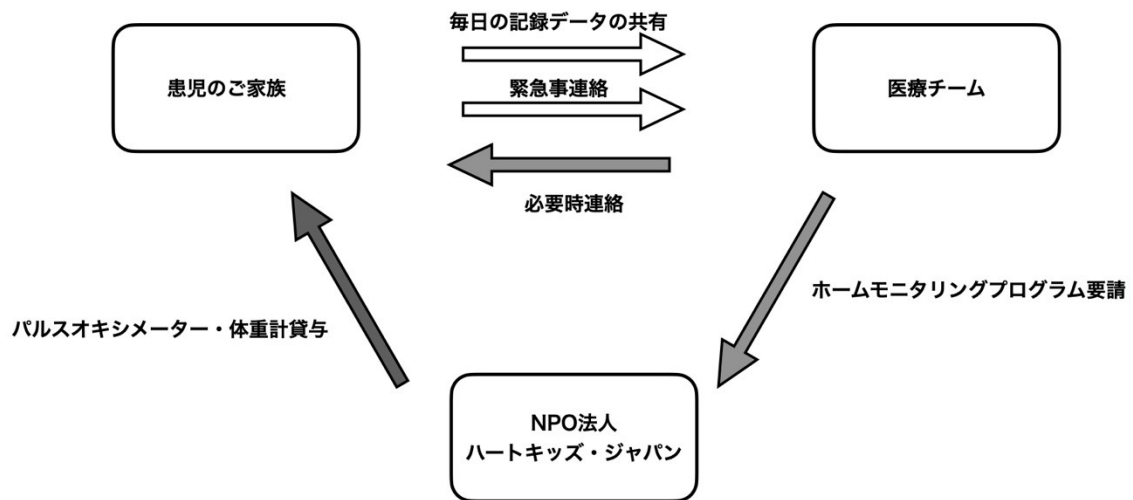 毎日の記録データの共有
患児のご家族
緊急事連絡
医療チーム
必要時連絡
ホームモニタリングプログラム要請
パルスオキシメーター・体重計貸与
NPO法人
ハートキッズ・ジャパン